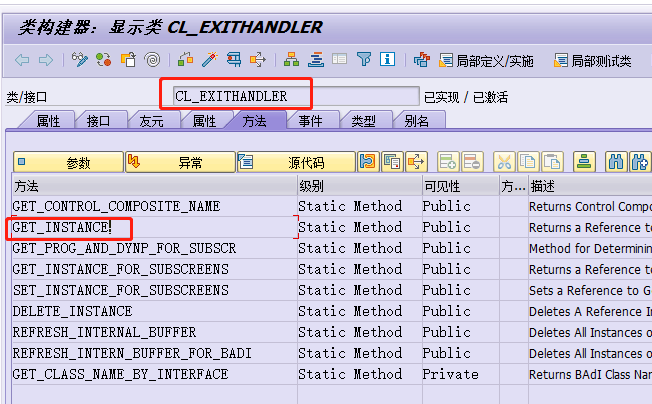 类构建器：显示类 CL_EXITHANDLER
局部定义/实施 局部测试类
类/接口 CL_EXITHANDLER 已实现 / 已激活
属性 接口 友元 属性 方法 事件 类型 别名
参数 异常 源代码
方法 级别 可见性 方... 描述
GET_CONTROL_COMPOSITE_NAME Static Method Public Returns Control Compo
GET_INSTANCE Static Method Public Returns a Reference to
GET_PROG_AND_DYNP_FOR_SUBSCR Static Method Public Method for Determinin
GET_INSTANCE_FOR_SUBSCREENS Static Method Public Returns a Reference to
SET_INSTANCE_FOR_SUBSCREENS Static Method Public Sets a Reference to G
DELETE_INSTANCE Static Method Public Deletes A Reference In
REFRESH_INTERNAL_BUFFER Static Method Public Deletes All Instances o
REFRESH_INTERN_BUFFER_FOR_BADI Static Method Public Deletes All Instances o
GET_CLASS_NAME_BY_INTERFACE Static Method Private Returns BAdI Class Nam